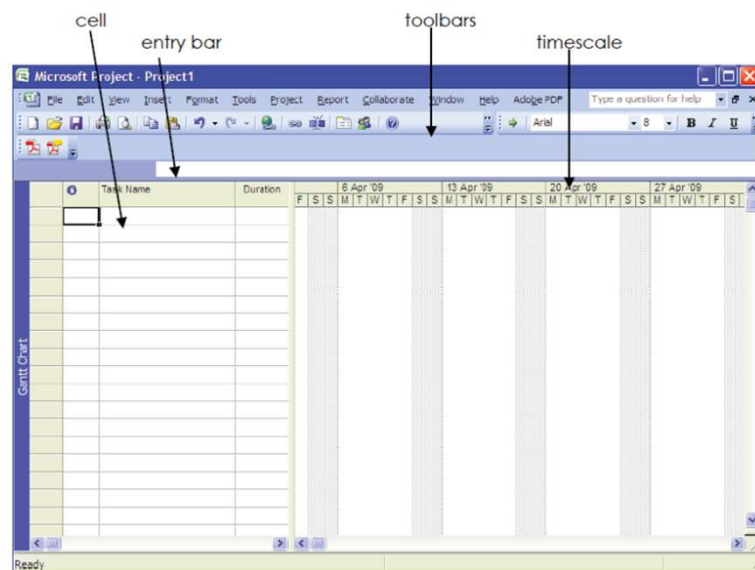 cell
toolbars
entry bar
timescale
Microsoft Project - Project1
File Edit View Insert Format Tools Project Report Collaborate Window Help Adobe PDF Type a question for help
Arial 8 B I U
Task Name Duration 6 Apr '09 13 Apr '09 20 Apr '09 27 Apr '09
F S S M T W T F S S M T W T F S S M T W T F S S M T W T F S
Gantt Chart
Ready